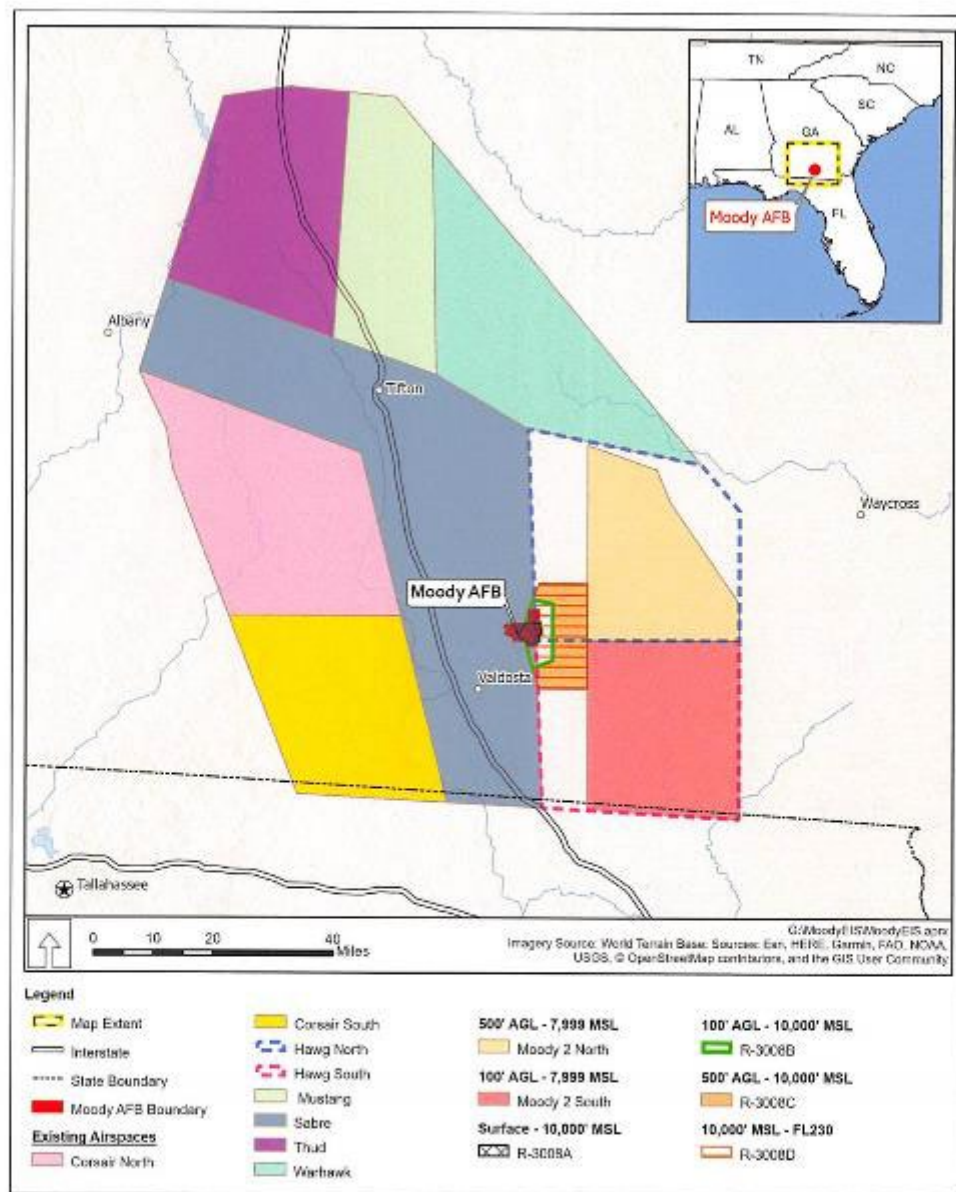 TN
NC
SC
AL
GA
Moody AFB
FL
Albany
Tifton
Waycross
Moody AFB
Valdosta
Tallahassee
0 10 20 40
Miles
G:\MoodyEIS\MoodyEIS.aprx
Imagery Source: World Terrain Base: Sources: Esri, HERE, Garmin, FAO, NOAA,
USGS, © OpenStreetMap contributors, and the GIS User Community
Legend
Map Extent
Interstate
State Boundary
Moody AFB Boundary
Existing Airspaces
Corsair North
Corsair South
Hawg North
Hawg South
Mustang
Sabre
Thud
Warhawk
500' AGL - 7,999 MSL
Moody 2 North
100' AGL - 7,999 MSL
Moody 2 South
Surface - 10,000' MSL
R-3008A
100' AGL - 10,000' MSL
R-3008B
500' AGL - 10,000' MSL
R-3008C
10,000' MSL - FL230
R-3008D